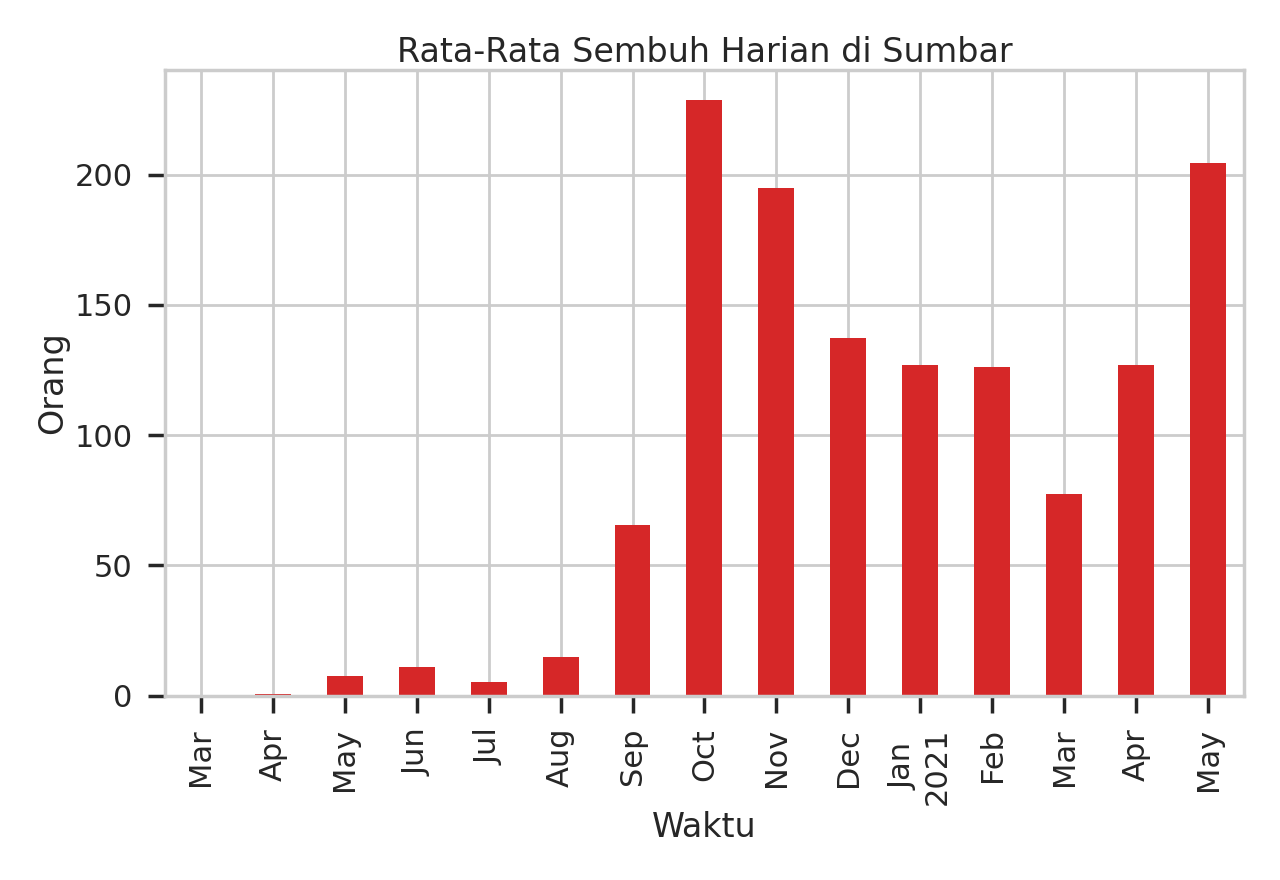 Rata-Rata Sembuh Harian di Sumbar
Orang
200
150
100
50
0
Mar
Apr
May
Jun
Jul
Aug
Sep
Oct
Nov
Dec
Jan
2021
Feb
Mar
Apr
May
Waktu